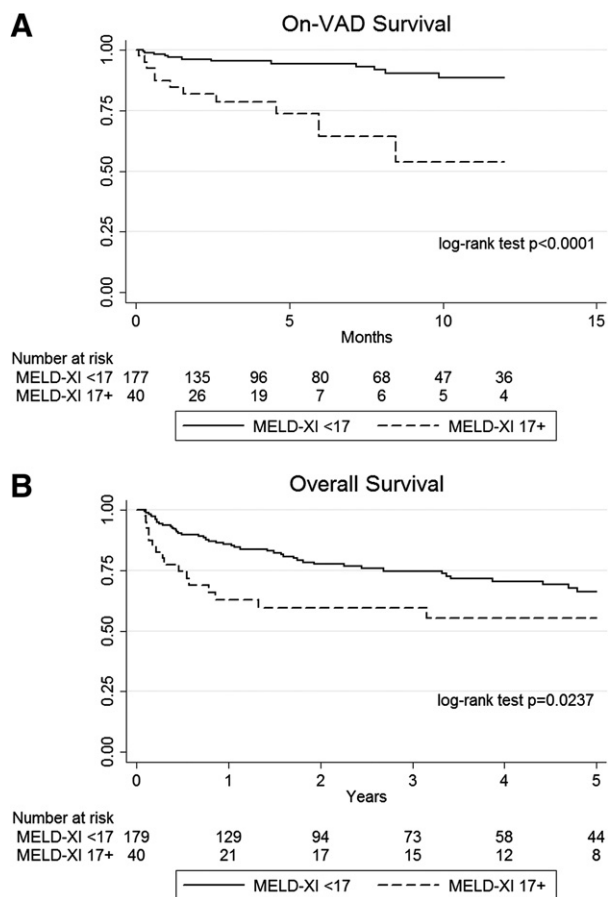 A
On-VAD Survival
1.00
0.75
0.50
0.25
0.00
log-rank test p<0.0001
0 5 10 15
Months
Number at risk
MELD-XI <17 177 135 96 80 68 47 36
MELD-XI 17+ 40 26 19 7 6 5 4
MELD-XI <17 MELD-XI 17+
B
Overall Survival
1.00
0.75
0.50
0.25
0.00
log-rank test p=0.0237
0 1 2 3 4 5
Years
Number at risk
MELD-XI <17 179 129 94 73 58 44
MELD-XI 17+ 40 21 17 15 12 8
MELD-XI <17 MELD-XI 17+